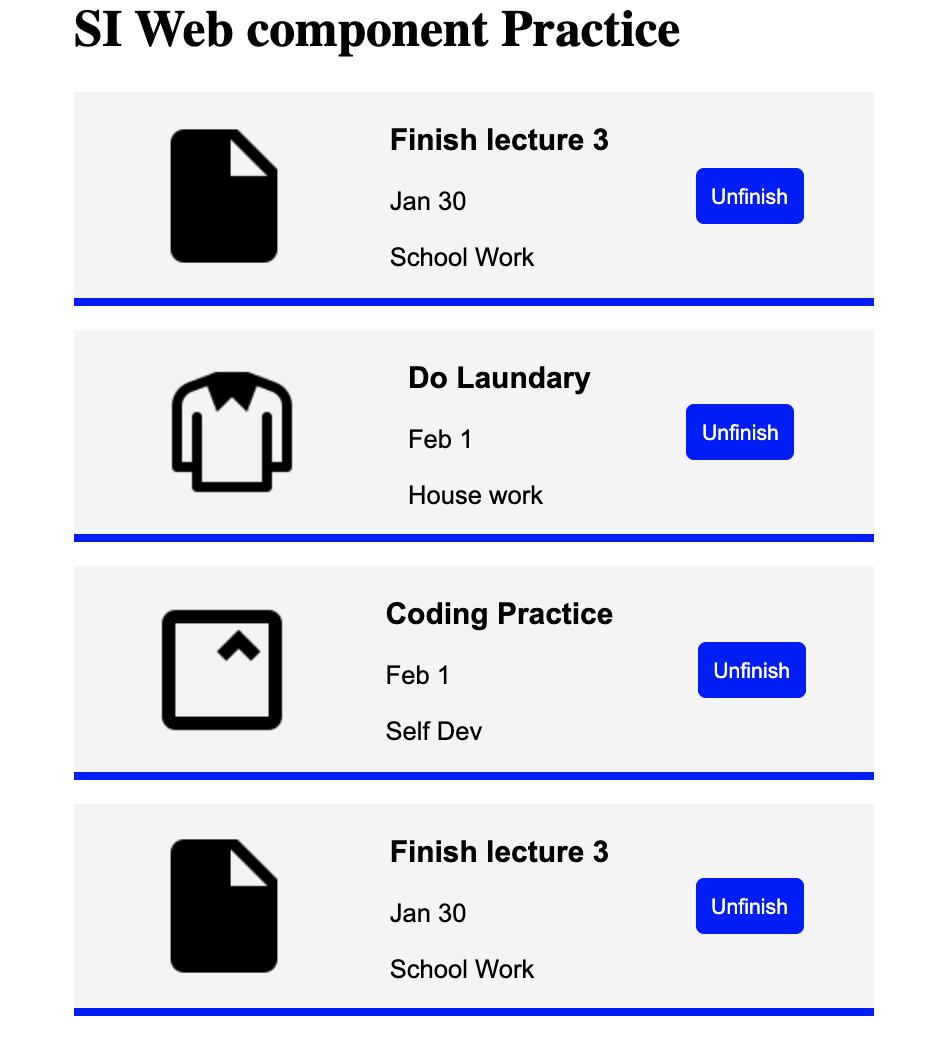 SI Web component Practice
Finish lecture 3
Jan 30
Unfinish
School Work
Do Laundary
Feb 1
Unfinish
House work
Coding Practice
Feb 1
Unfinish
Self Dev
Finish lecture 3
Jan 30
Unfinish
School Work